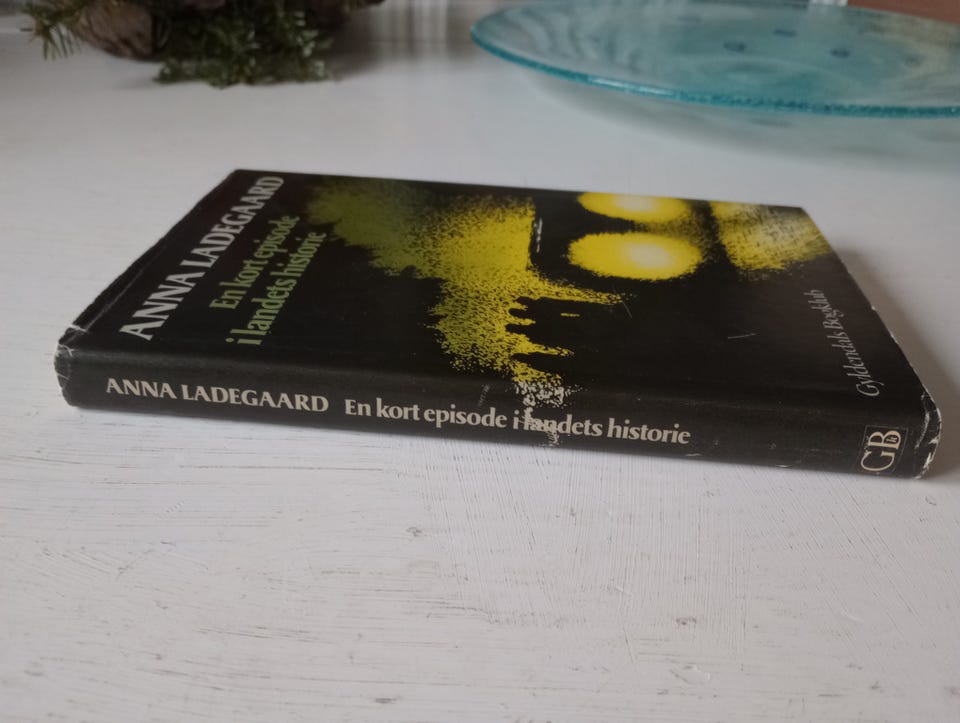 ANNA LADEGAARD
En kort episode
i landets historie
Gyldendals Bogklub
ANNA LADEGAARD En kort episode i landets historie
GB